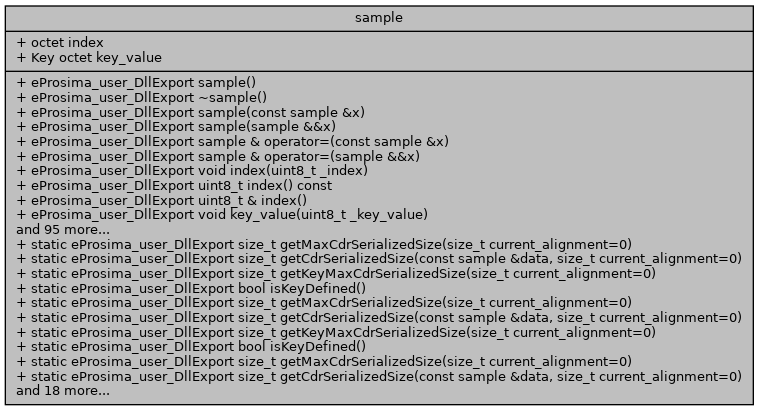 sample
+ octet index
+ Key octet key_value
+ eProsima_user_DllExport sample()
+ eProsima_user_DllExport ~sample()
+ eProsima_user_DllExport sample(const sample &x)
+ eProsima_user_DllExport sample(sample &&x)
+ eProsima_user_DllExport sample & operator=(const sample &x)
+ eProsima_user_DllExport sample & operator=(sample &&x)
+ eProsima_user_DllExport void index(uint8_t _index)
+ eProsima_user_DllExport uint8_t index() const
+ eProsima_user_DllExport uint8_t & index()
+ eProsima_user_DllExport void key_value(uint8_t _key_value)
and 95 more...
+ static eProsima_user_DllExport size_t getMaxCdrSerializedSize(size_t current_alignment=0)
+ static eProsima_user_DllExport size_t getCdrSerializedSize(const sample &data, size_t current_alignment=0)
+ static eProsima_user_DllExport size_t getKeyMaxCdrSerializedSize(size_t current_alignment=0)
+ static eProsima_user_DllExport bool isKeyDefined()
+ static eProsima_user_DllExport size_t getMaxCdrSerializedSize(size_t current_alignment=0)
+ static eProsima_user_DllExport size_t getCdrSerializedSize(const sample &data, size_t current_alignment=0)
+ static eProsima_user_DllExport size_t getKeyMaxCdrSerializedSize(size_t current_alignment=0)
+ static eProsima_user_DllExport bool isKeyDefined()
+ static eProsima_user_DllExport size_t getMaxCdrSerializedSize(size_t current_alignment=0)
+ static eProsima_user_DllExport size_t getCdrSerializedSize(const sample &data, size_t current_alignment=0)
and 18 more...